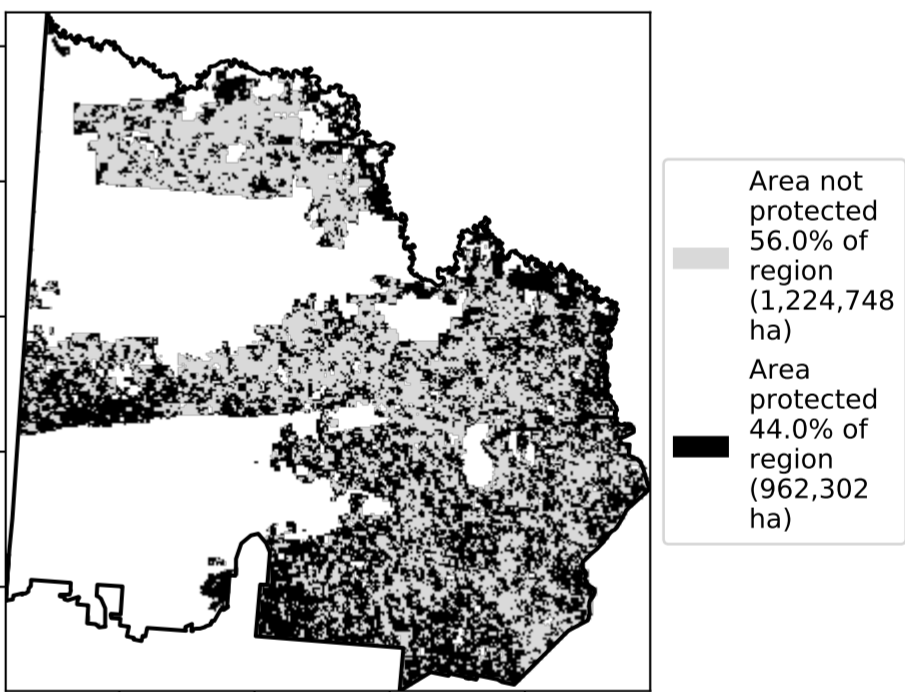 Area not
protected
56.0% of
region
(1,224,748
ha)
Area
protected
44.0% of
region
(962,302
ha)